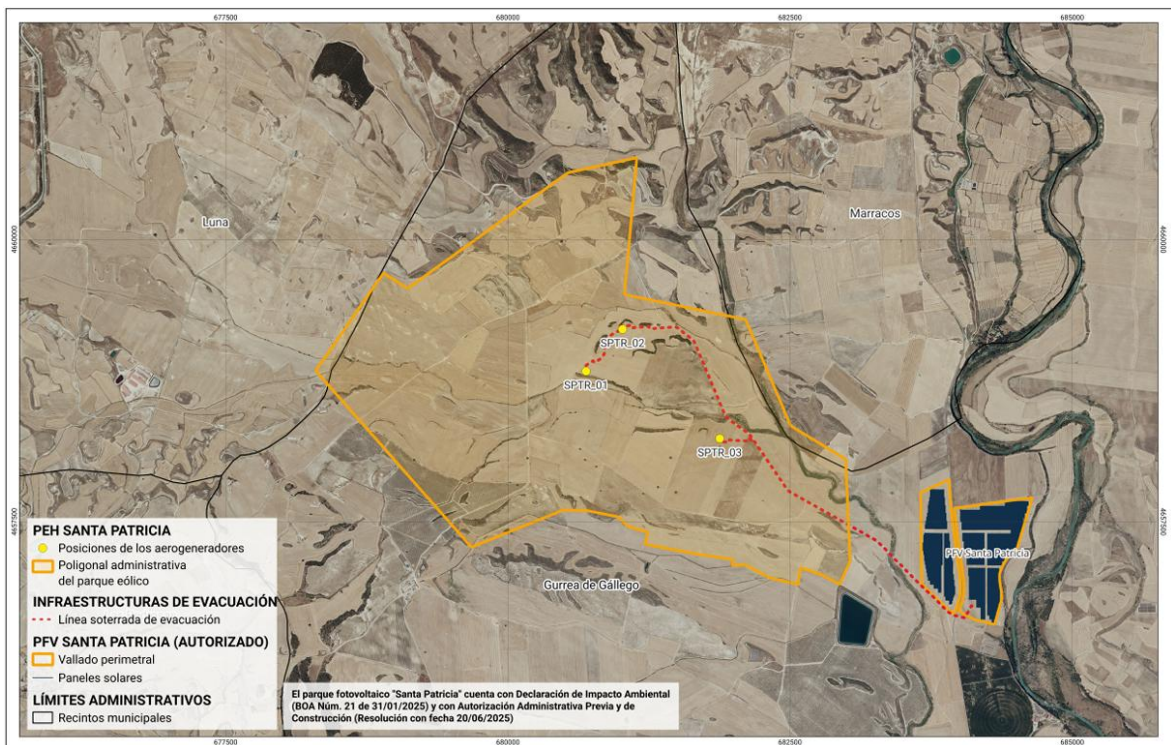 677500
680000
682500
685000
4660000
4660000
Luna
Marracos
SPTR_02
SPTR_01
SPTR_03
4657500
4657500
PFV Santa Patricia
Gurrea de Gállego
PEH SANTA PATRICIA
Posiciones de los aerogeneradores
Poligonal administrativa
del parque eólico
INFRAESTRUCTURAS DE EVACUACIÓN
Línea soterrada de evacuación
PFV SANTA PATRICIA (AUTORIZADO)
Vallado perimetral
Paneles solares
LÍMITES ADMINISTRATIVOS
Recintos municipales
El parque fotovoltaico "Santa Patricia" cuenta con Declaración de Impacto Ambiental
(BOA Núm. 21 de 31/01/2025) y con Autorización Administrativa Previa y de
Construcción (Resolución con fecha 20/06/2025)
677500
680000
682500
685000